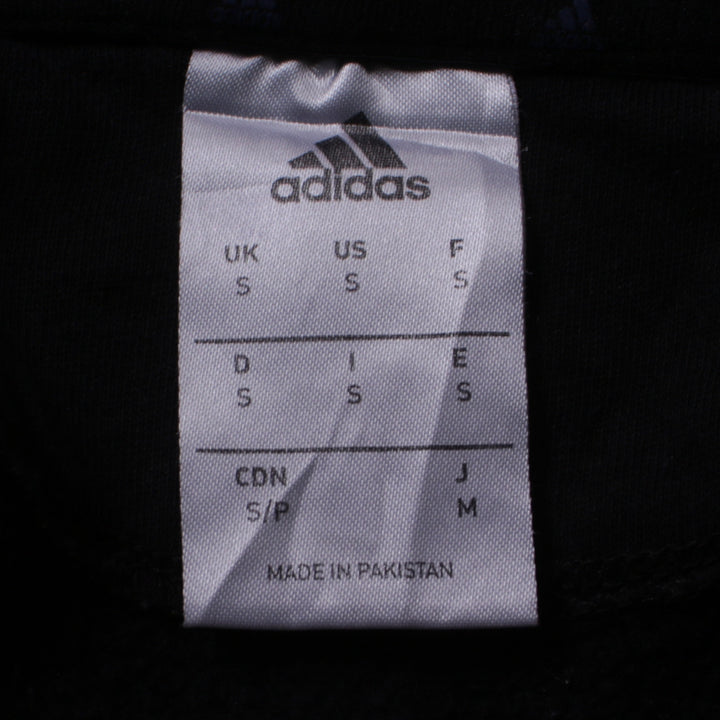 adidas
UK US F
S S S
D I E
S S S
CDN J
S/P M
MADE IN PAKISTAN